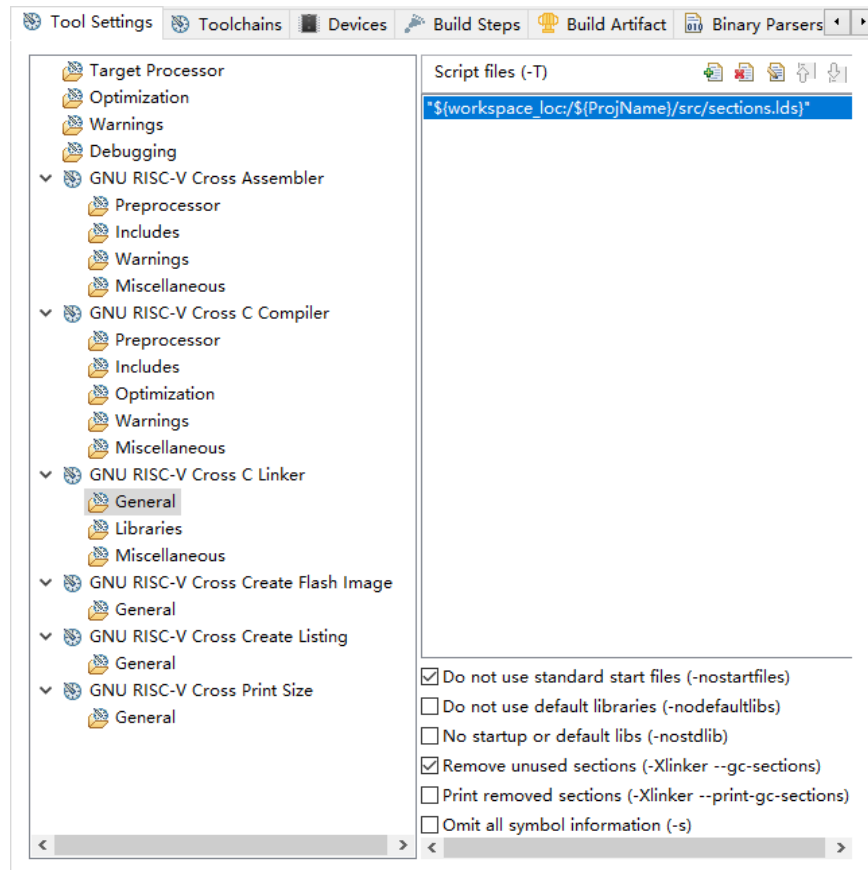 Tool Settings
Toolchains
Devices
Build Steps
Build Artifact
Binary Parsers
Target Processor
Optimization
Warnings
Debugging
GNU RISC-V Cross Assembler
Preprocessor
Includes
Warnings
Miscellaneous
GNU RISC-V Cross C Compiler
Preprocessor
Includes
Optimization
Warnings
Miscellaneous
GNU RISC-V Cross C Linker
General
Libraries
Miscellaneous
GNU RISC-V Cross Create Flash Image
General
GNU RISC-V Cross Create Listing
General
GNU RISC-V Cross Print Size
General
Script files (-T)
"${workspace_loc:/${ProjName}/src/sections.lds}"
Do not use standard start files (-nostartfiles)
Do not use default libraries (-nodefaultlibs)
No startup or default libs (-nostdlib)
Remove unused sections (-Xlinker --gc-sections)
Print removed sections (-Xlinker --print-gc-sections)
Omit all symbol information (-s)